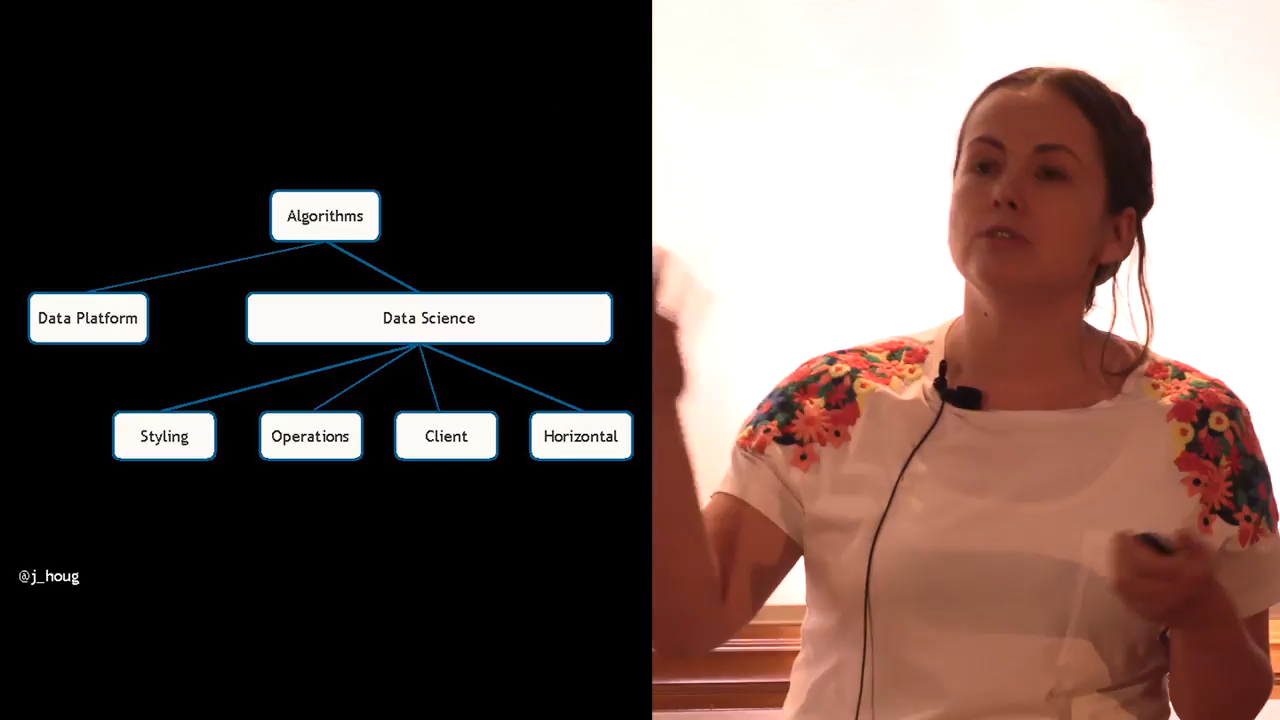 Algorithms
Data Platform
Data Science
Styling
Operations
Client
Horizontal
@j_houg